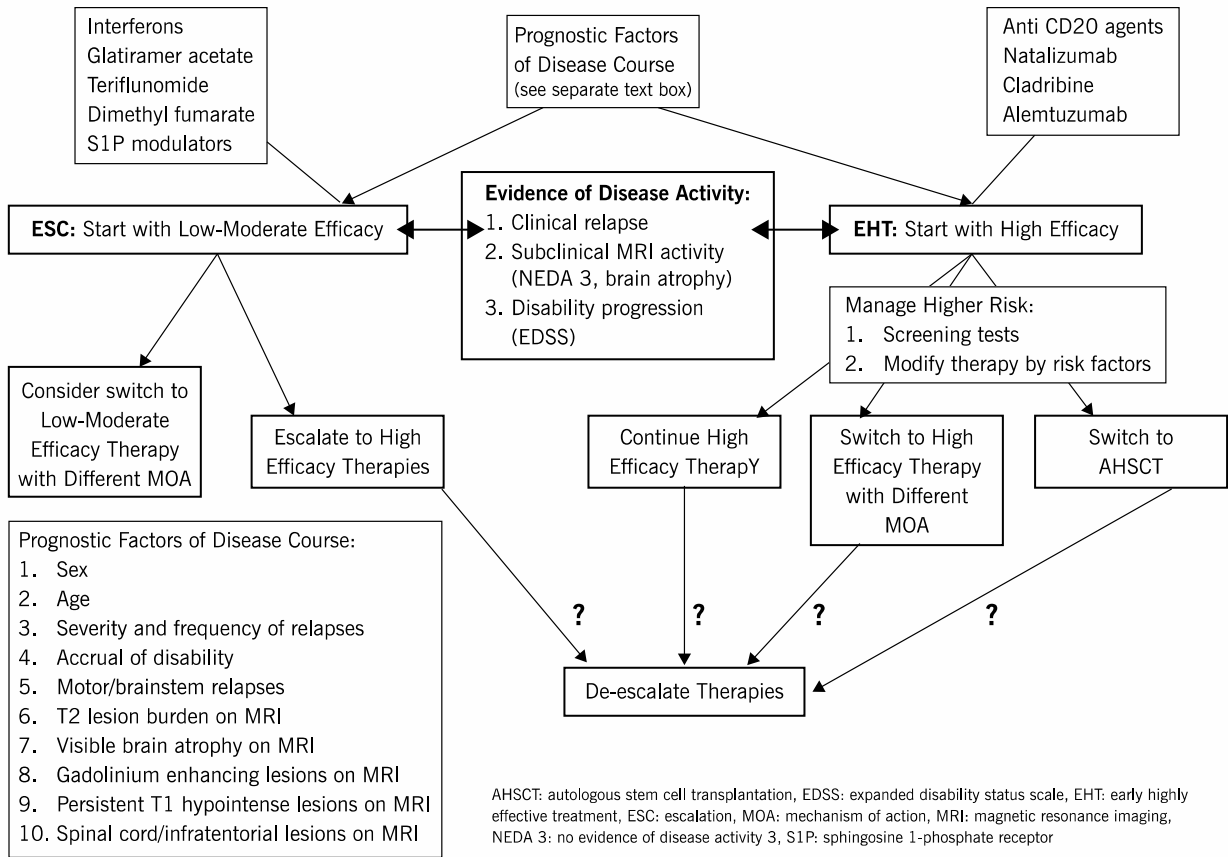 Interferons
Glatiramer acetate
Teriflunomide
Dimethyl fumarate
S1P modulators
Prognostic Factors
of Disease Course
(see separate text box)
Anti CD20 agents
Natalizumab
Cladribine
Alemtuzumab
ESC: Start with Low-Moderate Efficacy
Evidence of Disease Activity:
1. Clinical relapse
2. Subclinical MRI activity
(NEDA 3, brain atrophy)
3. Disability progression
(EDSS)
EHT: Start with High Efficacy
Manage Higher Risk:
1. Screening tests
2. Modify therapy by risk factors
Consider switch to
Low-Moderate
Efficacy Therapy
with Different MOA
Escalate to High
Efficacy Therapies
Continue High
Efficacy TherapY
Switch to High
Efficacy Therapy
with Different
MOA
Switch to
AHSCT
? ? ? ?
De-escalate Therapies
Prognostic Factors of Disease Course:
1. Sex
2. Age
3. Severity and frequency of relapses
4. Accrual of disability
5. Motor/brainstem relapses
6. T2 lesion burden on MRI
7. Visible brain atrophy on MRI
8. Gadolinium enhancing lesions on MRI
9. Persistent T1 hypointense lesions on MRI
10. Spinal cord/infratentorial lesions on MRI
AHSCT: autologous stem cell transplantation, EDSS: expanded disability status scale, EHT: early highly
effective treatment, ESC: escalation, MOA: mechanism of action, MRI: magnetic resonance imaging,
NEDA 3: no evidence of disease activity 3, S1P: sphingosine 1-phosphate receptor